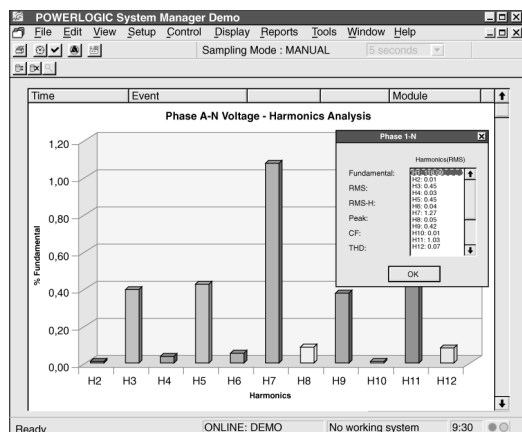 POWERLOGIC System Manager Demo
File Edit View Setup Control Display Reports Tools Window Help
Sampling Mode : MANUAL 5 seconds
Time Event Module
Phase A-N Voltage - Harmonics Analysis
% Fundamental
1,20
1,00
0,80
0,60
0,40
0,20
0,00
H2 H3 H4 H5 H6 H7 H8 H9 H10 H11 H12
Harmonics
Phase 1-N
Harmonics(RMS)
Fundamental:
RMS:
RMS-H:
Peak:
CF:
THD:
H2: 0.01
H3: 0.45
H4: 0.03
H5: 0.45
H6: 0.04
H7: 1.27
H8: 0.05
H9: 0.42
H10: 0.01
H11: 1.03
H12: 0.07
OK
Ready ONLINE: DEMO No working system 9:30